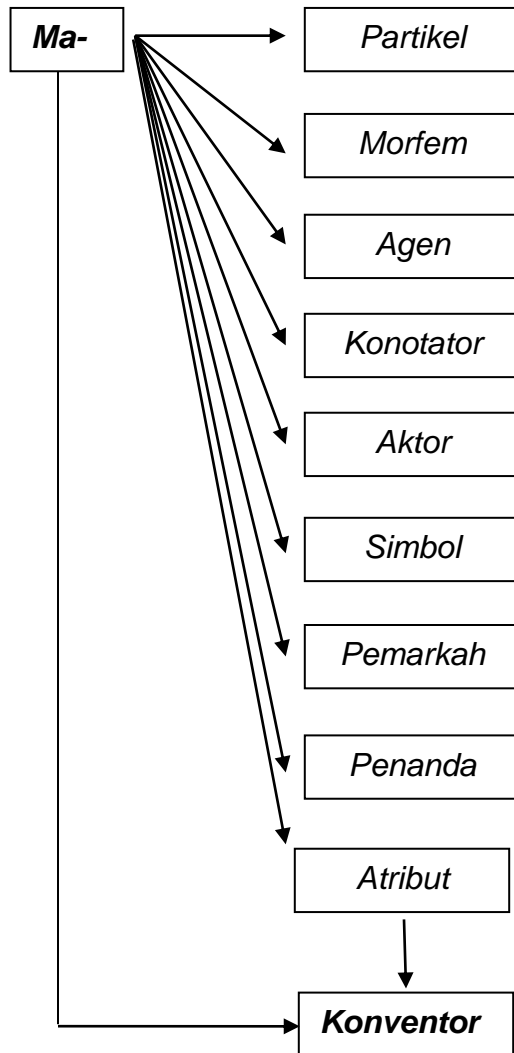 Ma-
Partikel
Morfem
Agen
Konotator
Aktor
Simbol
Pemarkah
Penanda
Atribut
Konventor